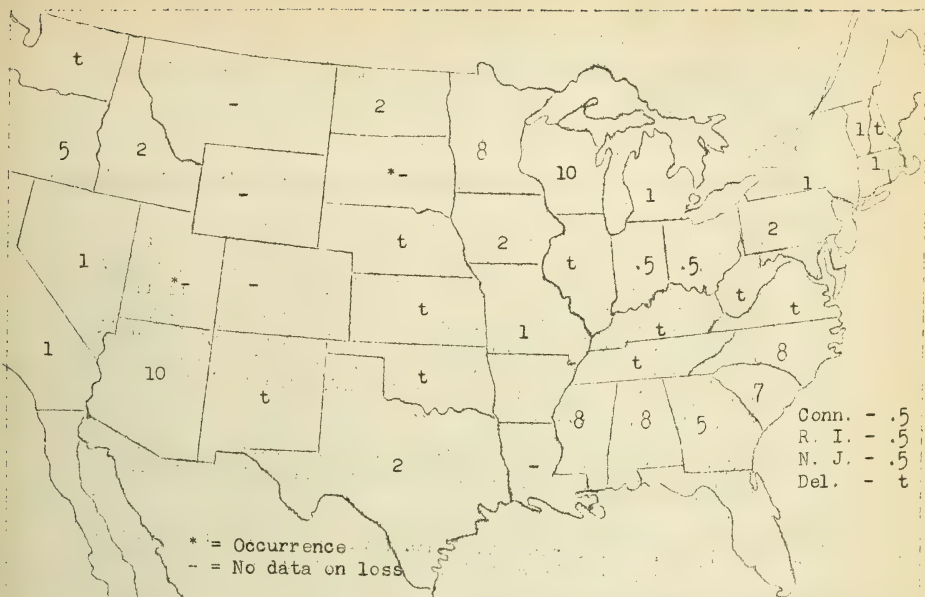 t
-
2
5
2
8
10
1
1
t
1
1
*-
-
t
2
2
1
*-
-
t
t
.5
.5
t
t
1
1
t
t
8
10
t
t
8
8
5
7
2
-
Conn. - .5
R. I. - .5
N. J. - .5
Del. - t
* = Occurrence
- = No data on loss